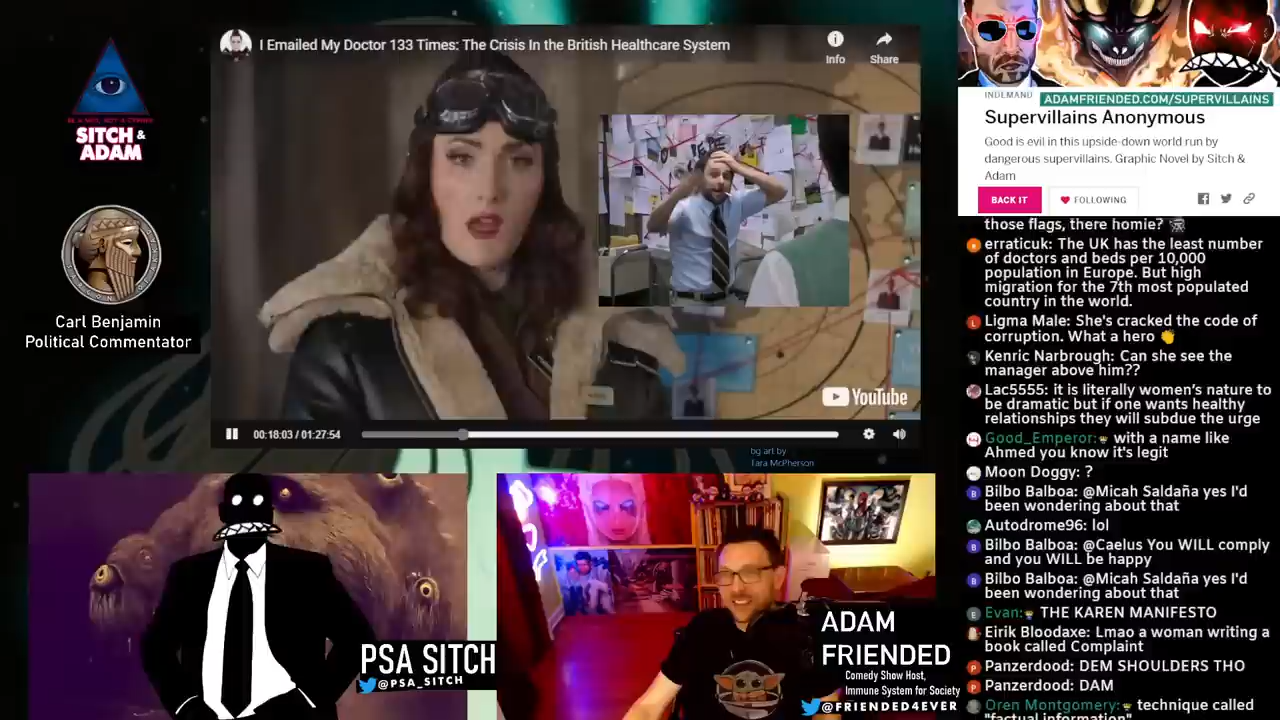 I Emailed My Doctor 133 Times: The Crisis In the British Healthcare System
Info
Share
SITCH &
ADAM
Carl Benjamin
Political Commentator
YouTube
00:18:03 / 01:27:54
bg art by
Tara McPherson
PSA SITCH
@PSA_SITCH
ADAM
FRIENDED
Comedy Show Host,
Immune System for Society
@FRIENDED4EVER
INDEMAND
ADAMFRIENDED.COM/SUPERVILLAINS
Supervillains Anonymous
Good is evil in this upside-down world run by
dangerous supervillains. Graphic Novel by Sitch &
Adam
BACK IT
FOLLOWING
those flags, there homie?
erraticuk: The UK has the least number
of doctors and beds per 10,000
population in Europe. But high
migration for the 7th most populated
country in the world.
Ligma Male: She's cracked the code of
corruption. What a hero 👏
Kenric Narbrough: Can she see the
manager above him??
Lac5555: it is literally women's nature to
be dramatic but if one wants healthy
relationships they will subdue the urge
Good_Emperor: with a name like
Ahmed you know it's legit
Moon Doggy: ?
Bilbo Balboa: @Micah Saldaña yes I'd
been wondering about that
Autodrome96: lol
Bilbo Balboa: @Caelus You WILL comply
and you WILL be happy
Bilbo Balboa: @Micah Saldaña yes I'd
been wondering about that
Evan: THE KAREN MANIFESTO
Eirik Bloodaxe: Lmao a woman writing a
book called Complaint
Panzerdood: DEM SHOULDERS THO
Panzerdood: DAM
Oren Montgomery: technique called
"factual information"